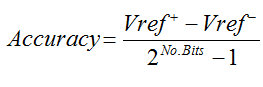 Accuracy = (Vref⁺ − Vref⁻) / (2^No.Bits − 1)